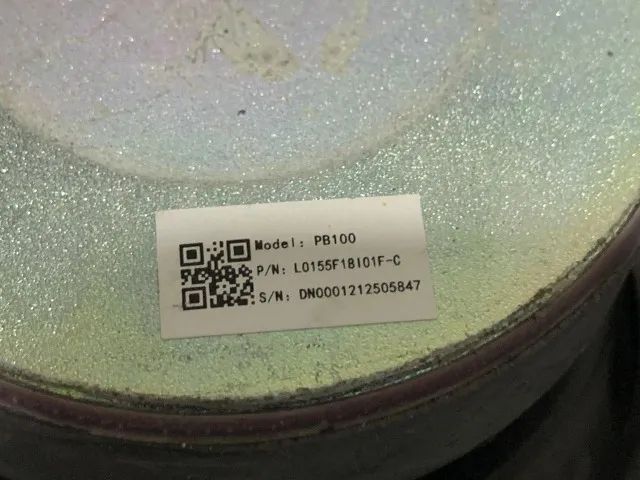 Model: PB100
P/N: L0155F18I01F-C
S/N: DN0001212505847